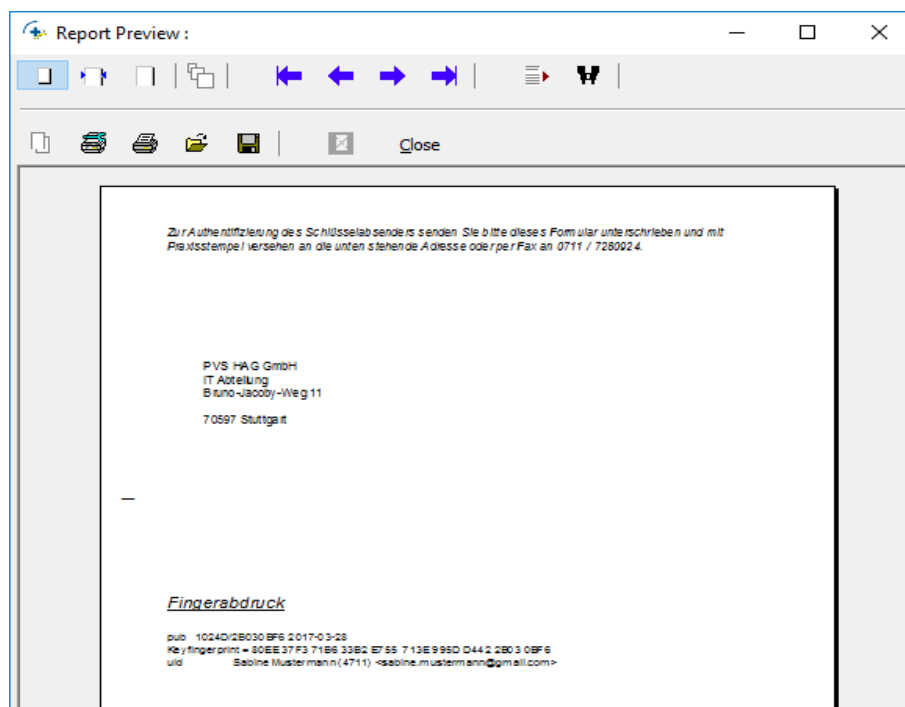 Report Preview :
Close
Zur Authentifizierung des Schlüsselabsenders senden Sie bitte dieses Formular unterschrieben und mit
Praxisstempel versehen an die unten stehende Adresse oder per Fax an 0711 / 7280924.
PVS HAG GmbH
IT Abteilung
Bruno-Jacoby-Weg 11
70597 Stuttgart
Fingerabdruck
pub 1024D/2B030BF6 2017-03-28
Key fingerprint = 80EE 37F3 71B6 33B2 E755 713E 995D D442 2B03 0BF6
uid Sabine Mustermann (4711) <sabine.mustermann@gmail.com>